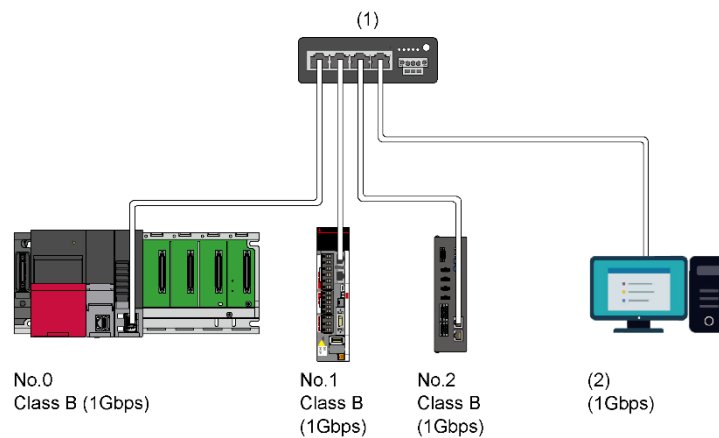 (1)
No.0
Class B (1Gbps)
No.1
Class B
(1Gbps)
No.2
Class B
(1Gbps)
(2)
(1Gbps)